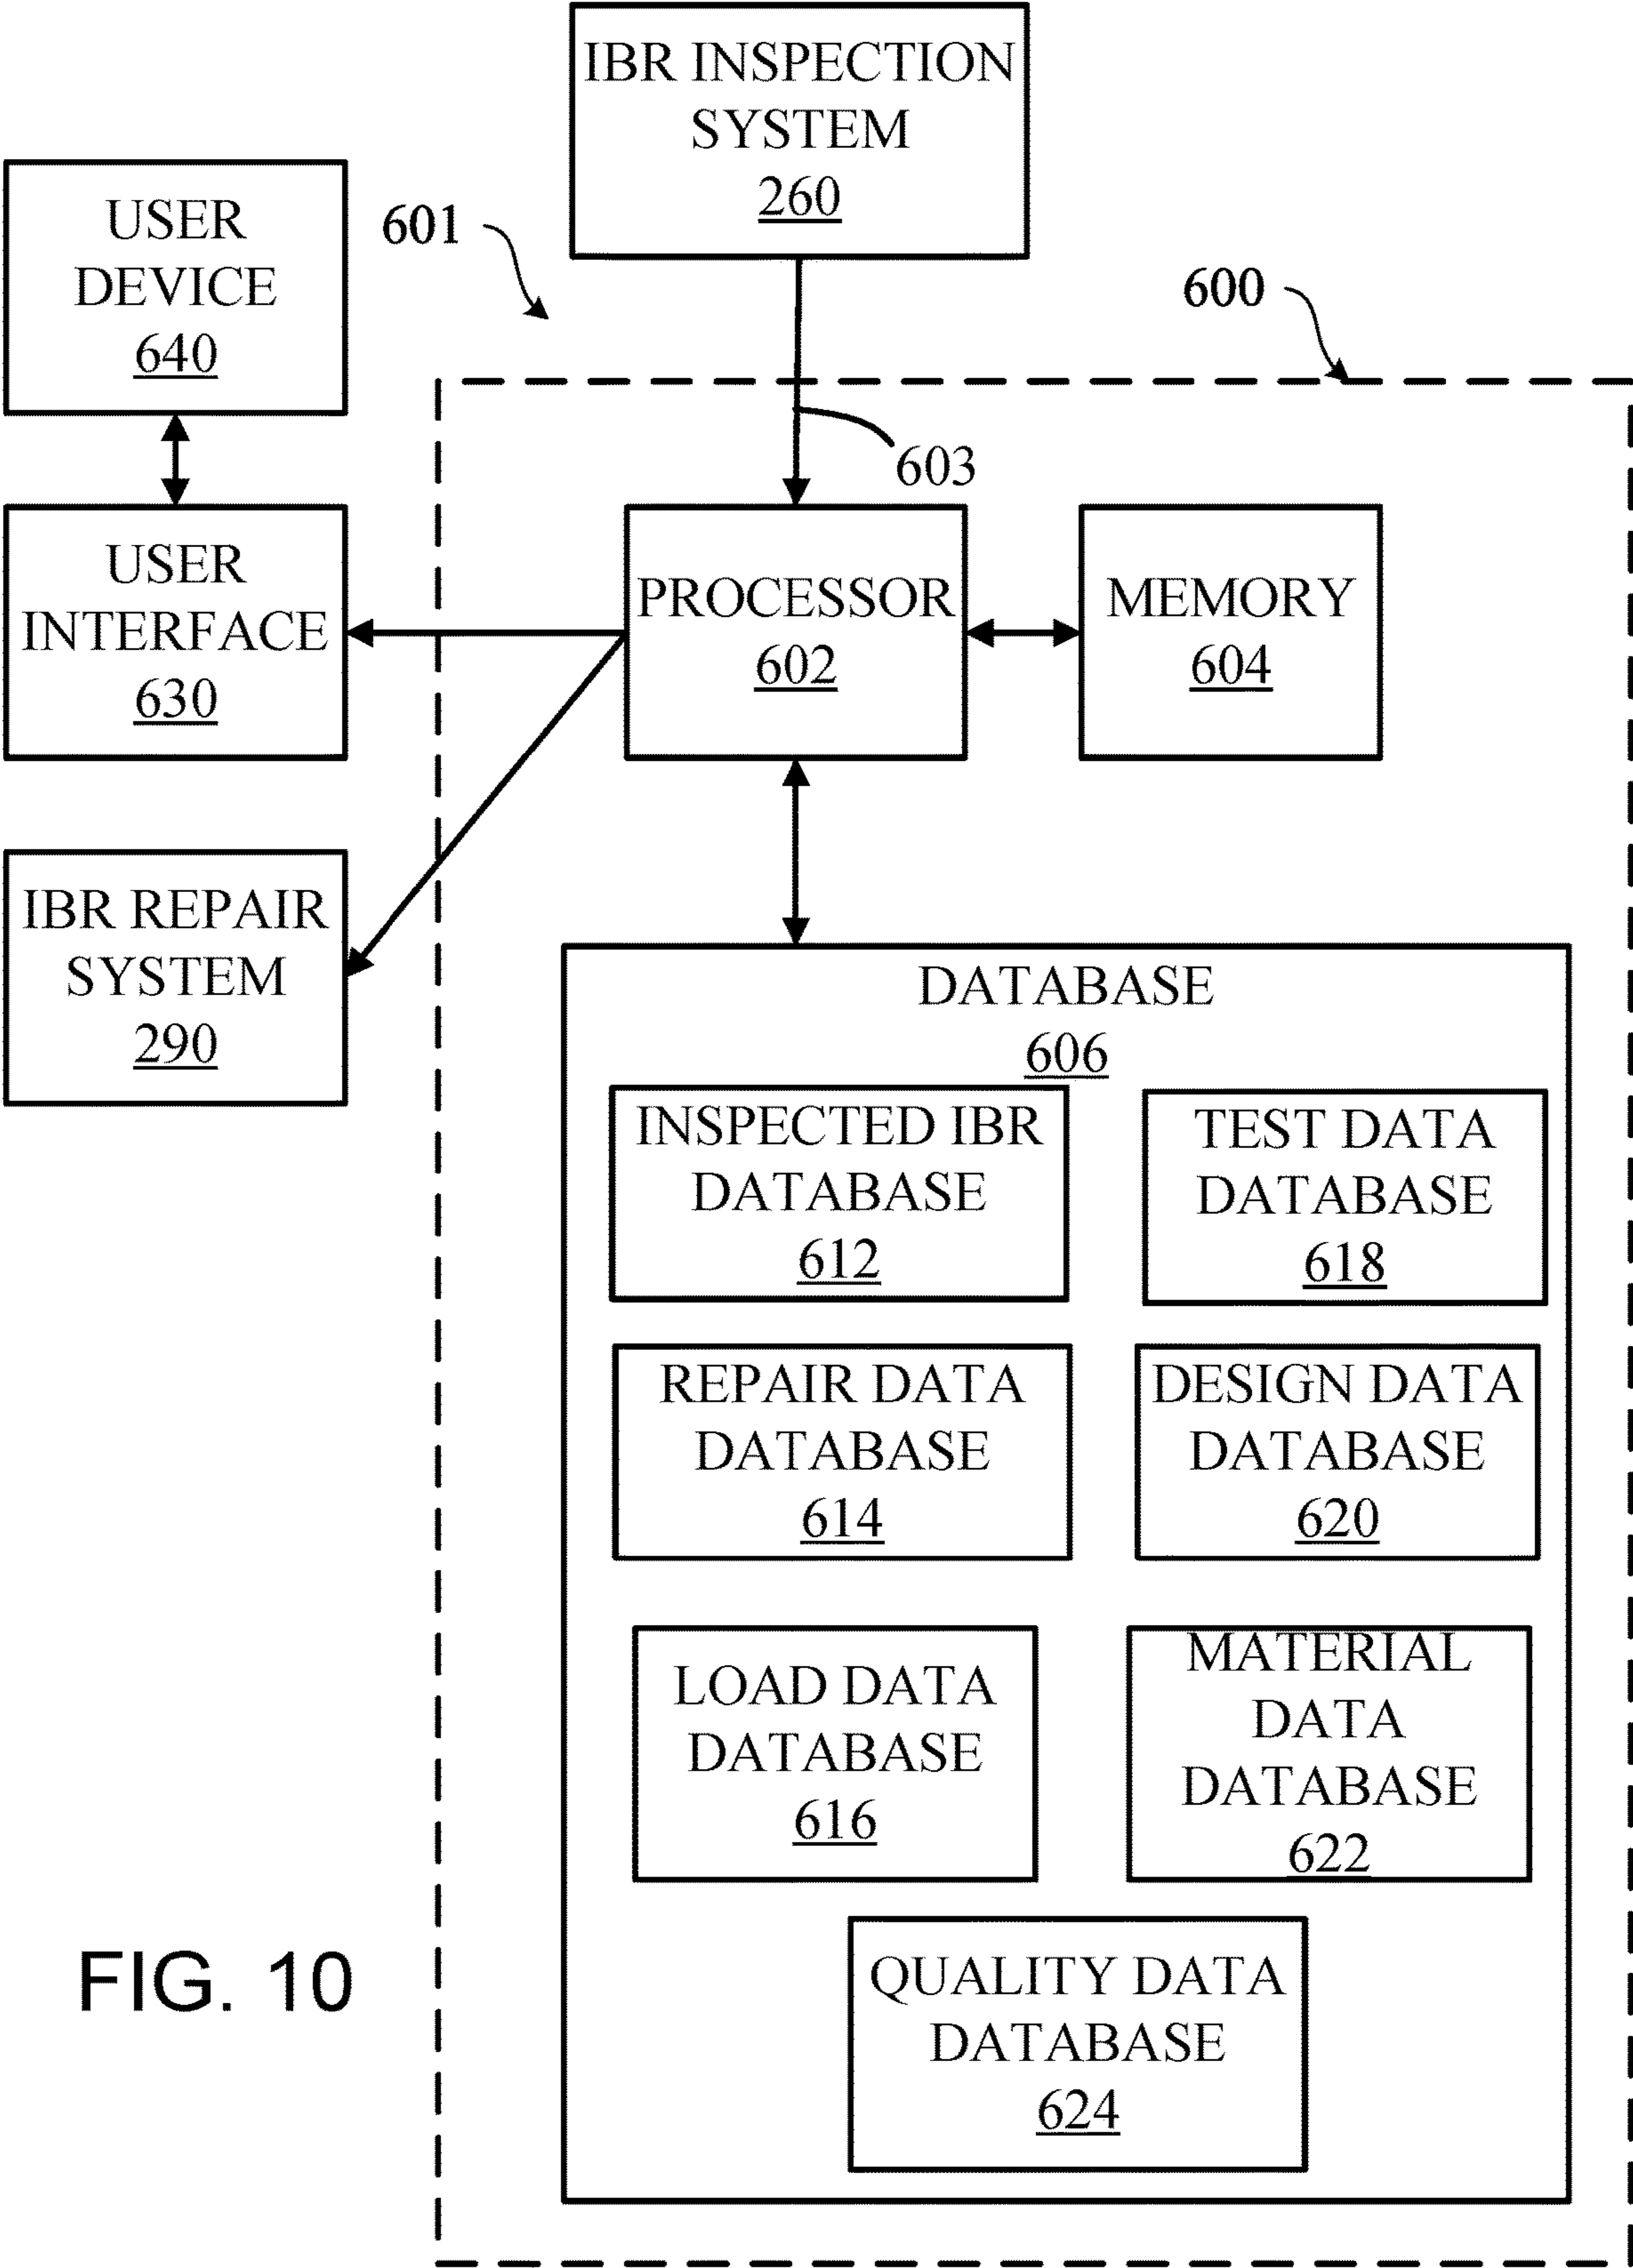 IBR INSPECTION
SYSTEM
260
USER
DEVICE
640
601
600
603
USER
INTERFACE
630
PROCESSOR
602
MEMORY
604
IBR REPAIR
SYSTEM
290
DATABASE
606
INSPECTED IBR
DATABASE
612
TEST DATA
DATABASE
618
REPAIR DATA
DATABASE
614
DESIGN DATA
DATABASE
620
LOAD DATA
DATABASE
616
MATERIAL
DATA
DATABASE
622
QUALITY DATA
DATABASE
624
FIG. 10